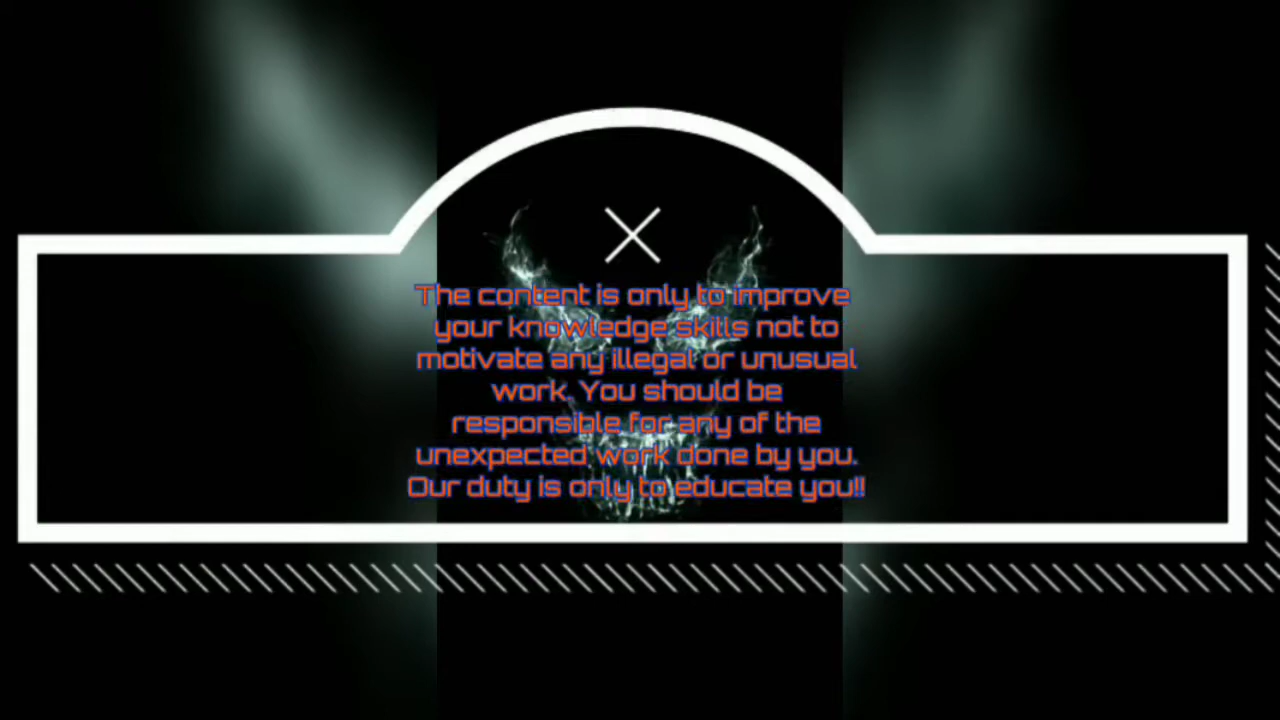 The content is only to improve
your knowledge skills not to
motivate any illegal or unusual
work. You should be
responsible for any of the
unexpected work done by you.
Our duty is only to educate you!!